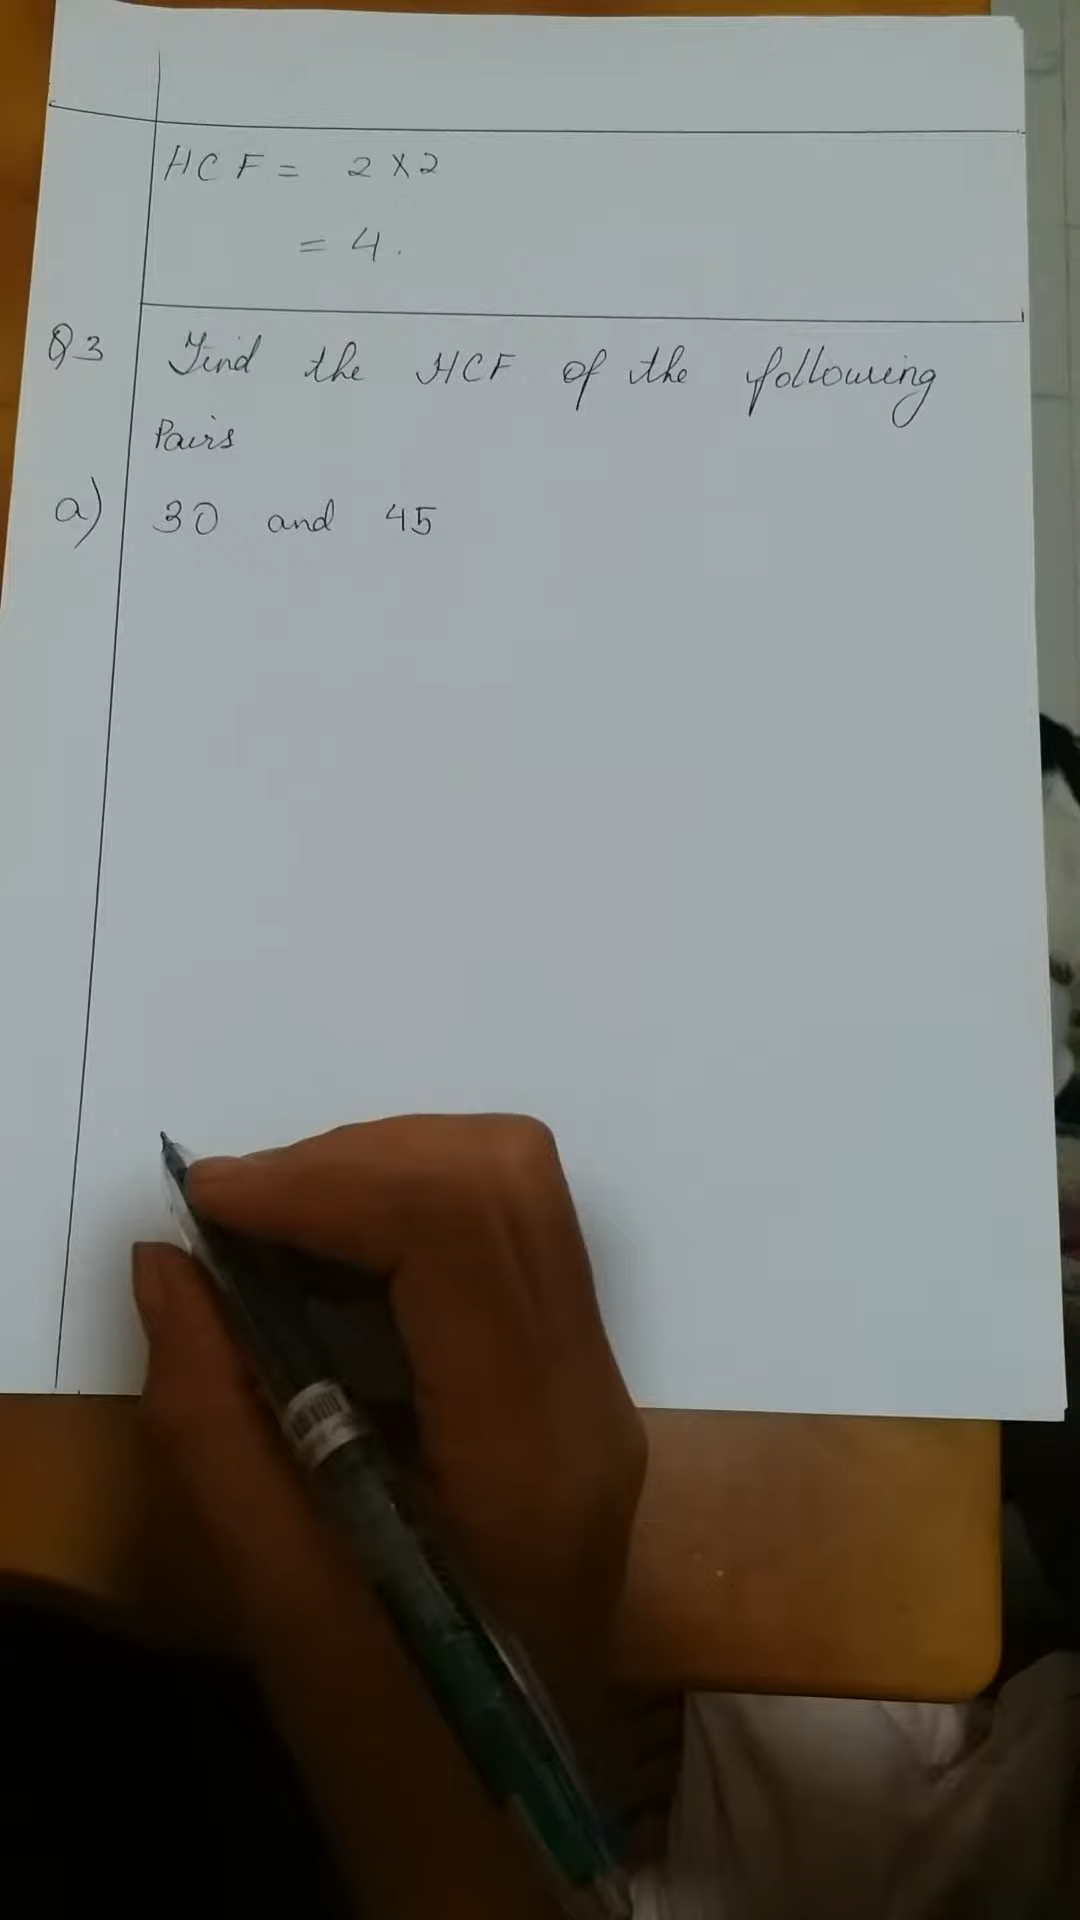 HCF = 2 X 2
= 4.
Q3 Find the HCF of the following
Pairs
a) 30 and 45